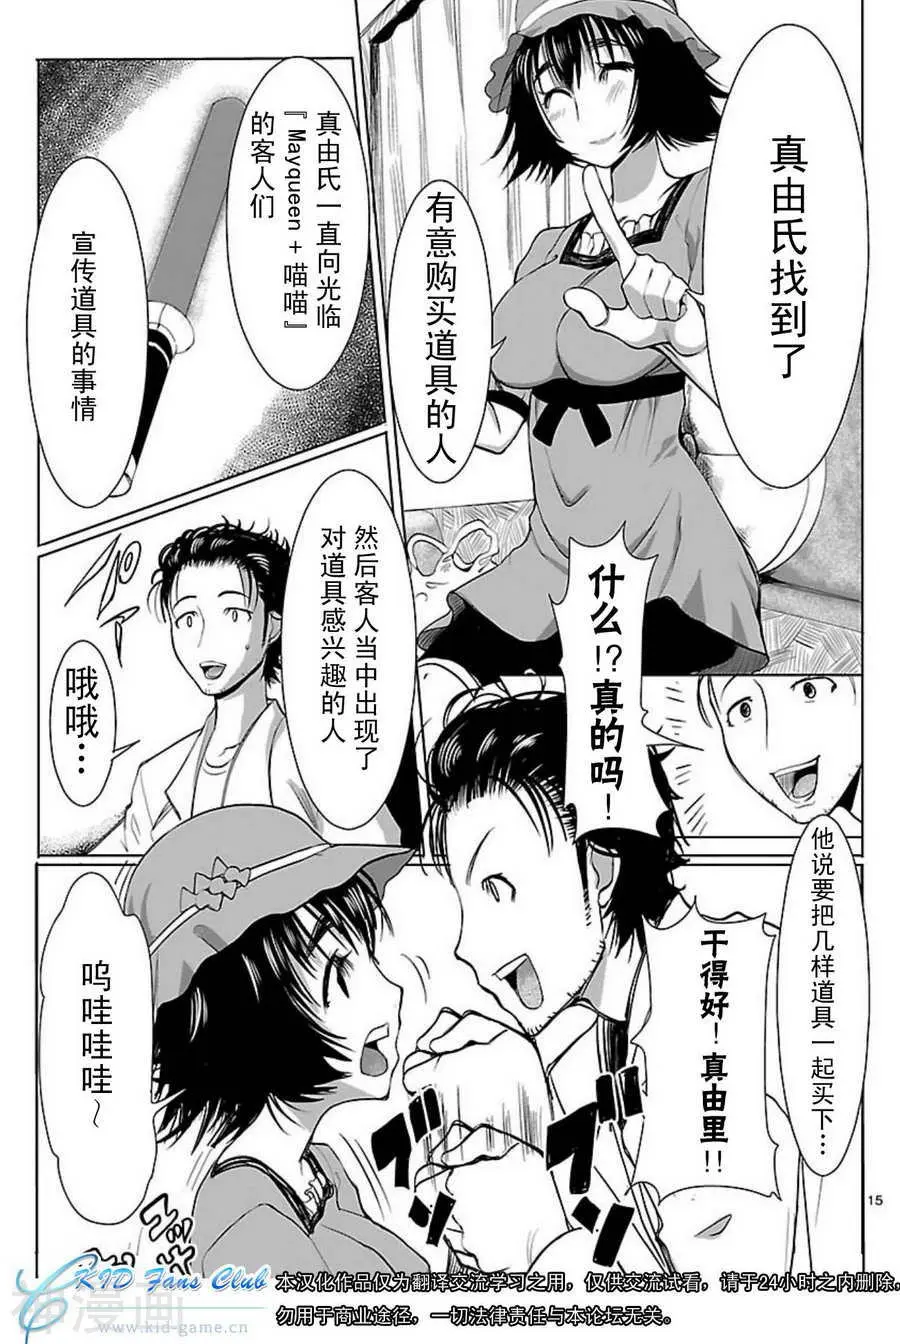 真由氏找到了
有意购买道具的人
真由氏一直向光临
『Mayqueen+喵喵』
的客人们
宣传道具的事情
然后客人当中出现了
对道具感兴趣的人
哦哦…
什么!?真的吗!
他说要把几样道具一起买下…
干得好!真由里!!
呜哇哇哇~
15
KID Fans Club
www.kid-game.cn
本汉化作品仅为翻译交流学习之用，仅供交流试看，请于24小时之内删除，
勿用于商业途径，一切法律责任与本论坛无关。